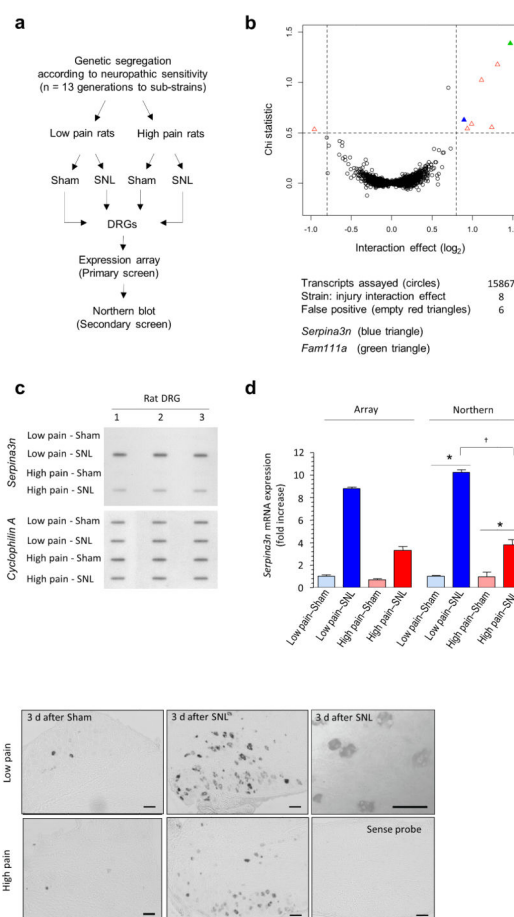 a
Genetic segregation
according to neuropathic sensitivity
(n = 13 generations to sub-strains)
Low pain rats High pain rats
Sham SNL Sham SNL
DRGs
Expression array
(Primary screen)
Northern blot
(Secondary screen)
b
Chi statistic
1.5
1.0
0.5
0.0
-1.0 -0.5 0.0 0.5 1.0
Interaction effect (log2)
Transcripts assayed (circles) 15867
Strain: injury interaction effect 8
False positive (empty red triangles) 6
Serpina3n (blue triangle)
Fam111a (green triangle)
c
Rat DRG
1 2 3
Serpina3n
Low pain - Sham
Low pain - SNL
High pain - Sham
High pain - SNL
Cyclophilin A
Low pain - Sham
Low pain - SNL
High pain - Sham
High pain - SNL
d
Array Northern
Serpina3n mRNA expression
(fold increase)
12
10
8
6
4
2
0
* † *
Low pain–Sham
Low pain–SNL
High pain–Sham
High pain–SNL
Low pain–Sham
Low pain–SNL
High pain–Sham
High pain–SNL
Low pain
3 d after Sham 3 d after SNL 3 d after SNL
High pain
Sense probe